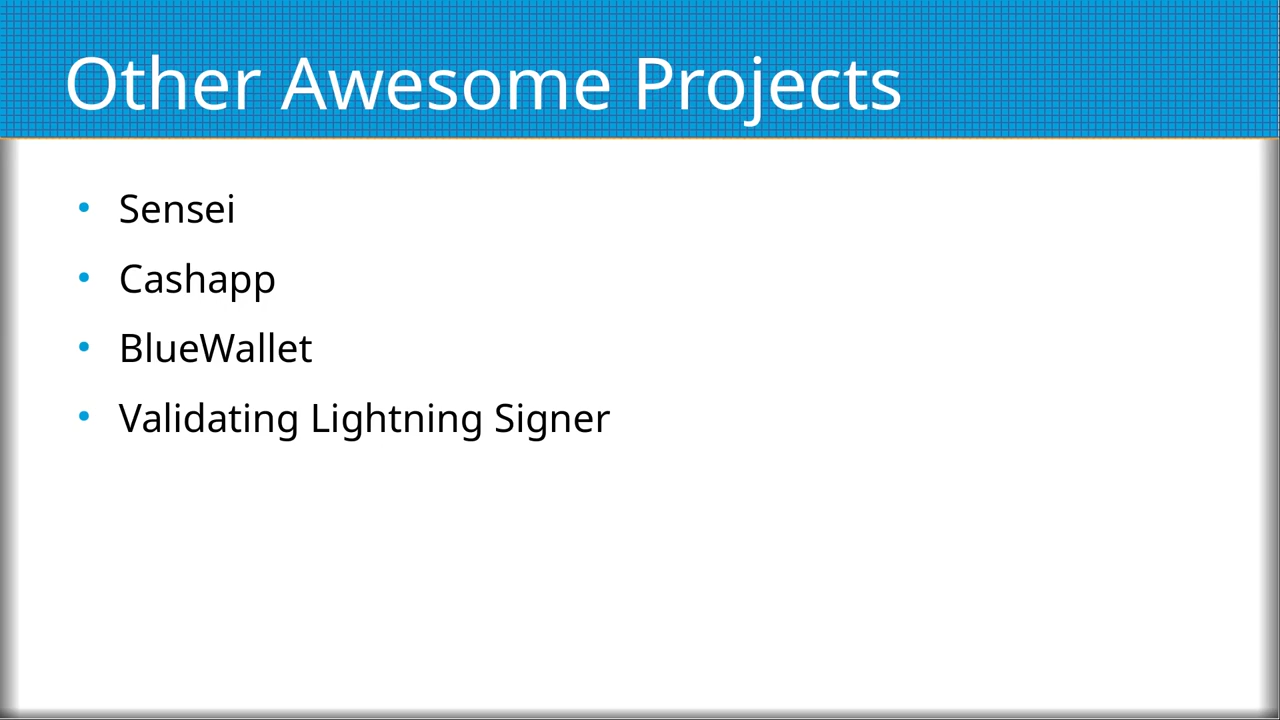 Other Awesome Projects
Sensei
Cashapp
BlueWallet
Validating Lightning Signer